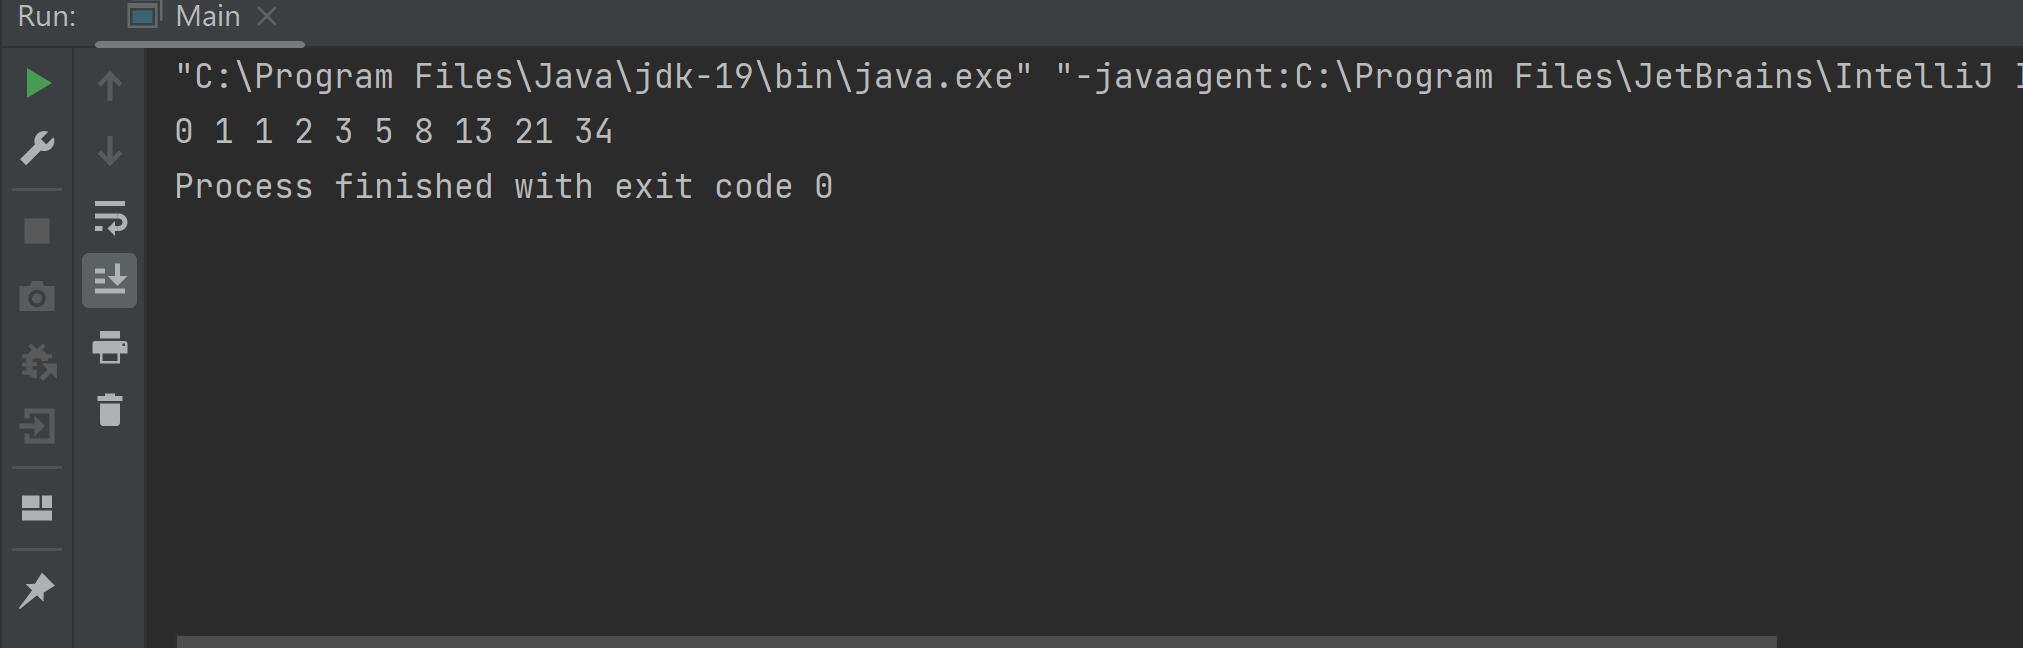 Run: Main
"C:\Program Files\Java\jdk-19\bin\java.exe" "-javaagent:C:\Program Files\JetBrains\IntelliJ
0 1 1 2 3 5 8 13 21 34
Process finished with exit code 0